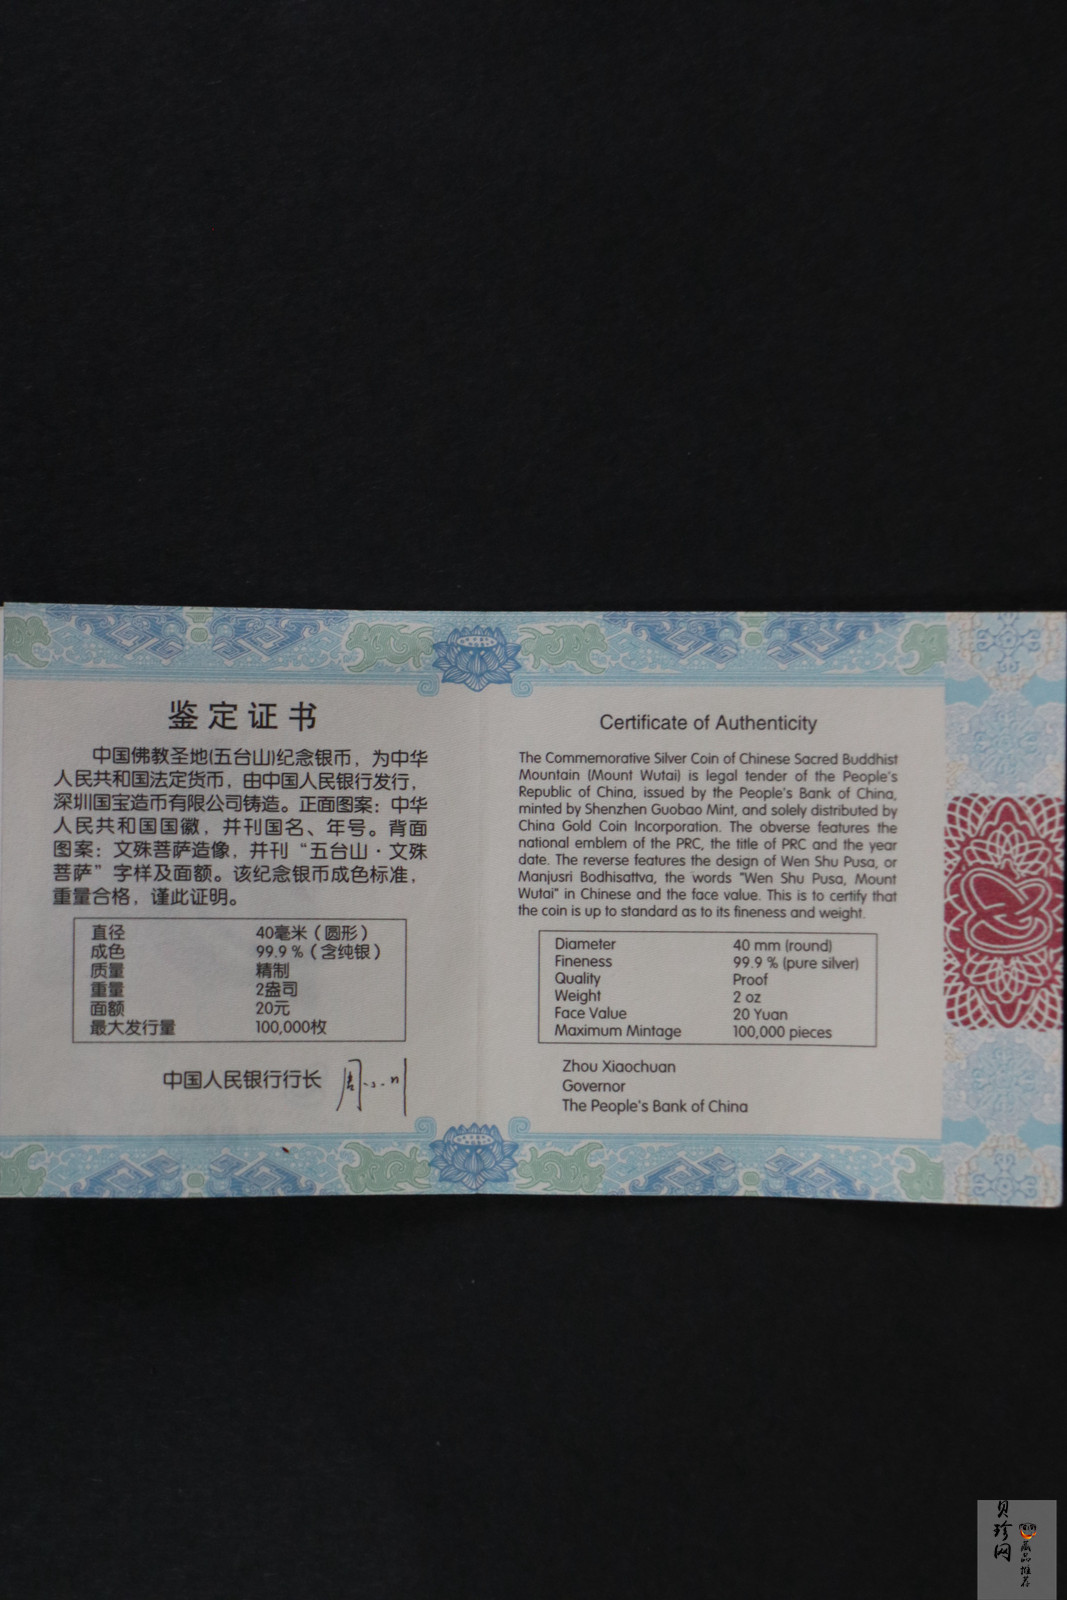 鉴定证书
中国佛教圣地(五台山)纪念银币，为中华
人民共和国法定货币，由中国人民银行发行，
深圳国宝造币有限公司铸造。正面图案：中华
人民共和国国徽，并刊国名、年号。背面
图案：文殊菩萨造像，并刊“五台山·文殊
菩萨”字样及面额。该纪念银币成色标准，
重量合格，谨此证明。
直径 40毫米（圆形）
成色 99.9％（含纯银）
质量 精制
重量 2盎司
面额 20元
最大发行量 100,000枚
中国人民银行行长
Certificate of Authenticity
The Commemorative Silver Coin of Chinese Sacred Buddhist
Mountain (Mount Wutai) is legal tender of the People's
Republic of China, issued by the People's Bank of China,
minted by Shenzhen Guobao Mint, and solely distributed by
China Gold Coin Incorporation. The obverse features the
national emblem of the PRC, the title of PRC and the year
date. The reverse features the design of Wen Shu Pusa, or
Manjusri Bodhisattva, the words "Wen Shu Pusa, Mount
Wutai" in Chinese and the face value. This is to certify that
the coin is up to standard as to its fineness and weight.
Diameter 40 mm (round)
Fineness 99.9 % (pure silver)
Quality Proof
Weight 2 oz
Face Value 20 Yuan
Maximum Mintage 100,000 pieces
Zhou Xiaochuan
Governor
The People's Bank of China
贝珍网
藏品推荐